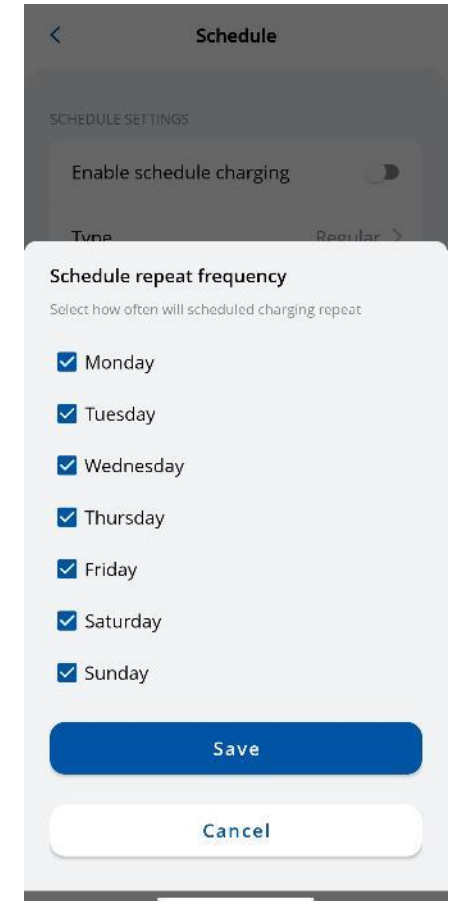 Schedule
SCHEDULE SETTINGS
Enable schedule charging
Type Regular
Schedule repeat frequency
Select how often will scheduled charging repeat
Monday
Tuesday
Wednesday
Thursday
Friday
Saturday
Sunday
Save
Cancel